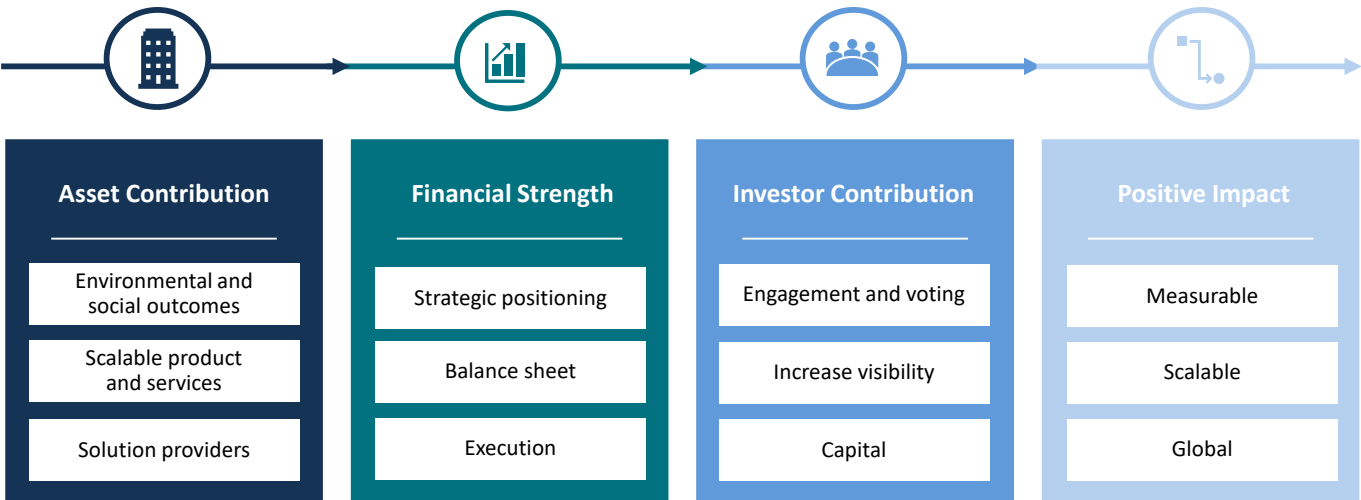 Asset Contribution
Environmental and
social outcomes
Scalable product
and services
Solution providers
Financial Strength
Strategic positioning
Balance sheet
Execution
Investor Contribution
Engagement and voting
Increase visibility
Capital
Positive Impact
Measurable
Scalable
Global